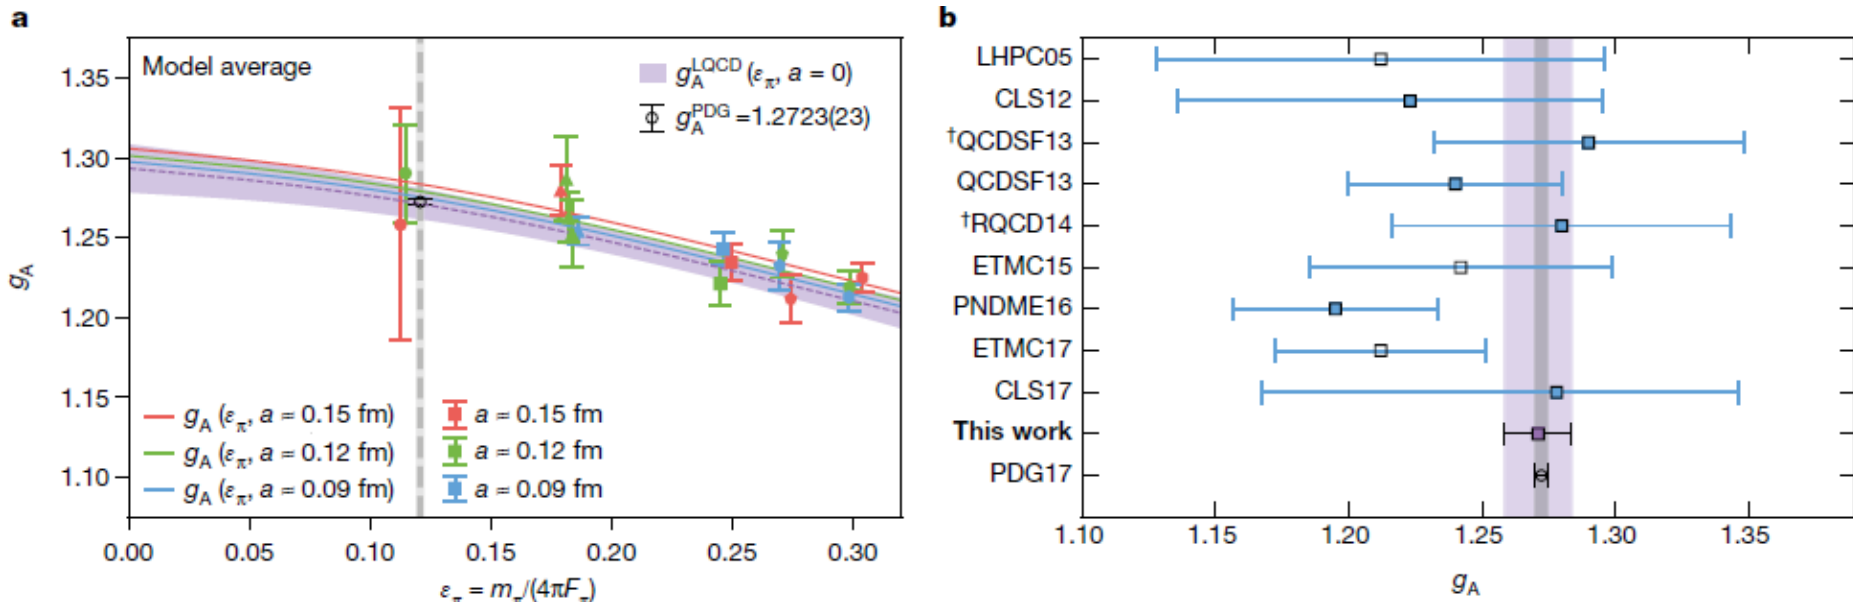 a
Model average
g_A^LQCD (ε_π, a = 0)
g_A^PDG =1.2723(23)
1.35
1.30
1.25
1.20
1.15
1.10
g_A
g_A (ε_π, a ≈ 0.15 fm)
g_A (ε_π, a ≈ 0.12 fm)
g_A (ε_π, a ≈ 0.09 fm)
a ≈ 0.15 fm
a ≈ 0.12 fm
a ≈ 0.09 fm
0.00 0.05 0.10 0.15 0.20 0.25 0.30
ε_π = m_π/(4πF_π)
b
LHPC05
CLS12
†QCDSF13
QCDSF13
†RQCD14
ETMC15
PNDME16
ETMC17
CLS17
This work
PDG17
1.10 1.15 1.20 1.25 1.30 1.35
g_A